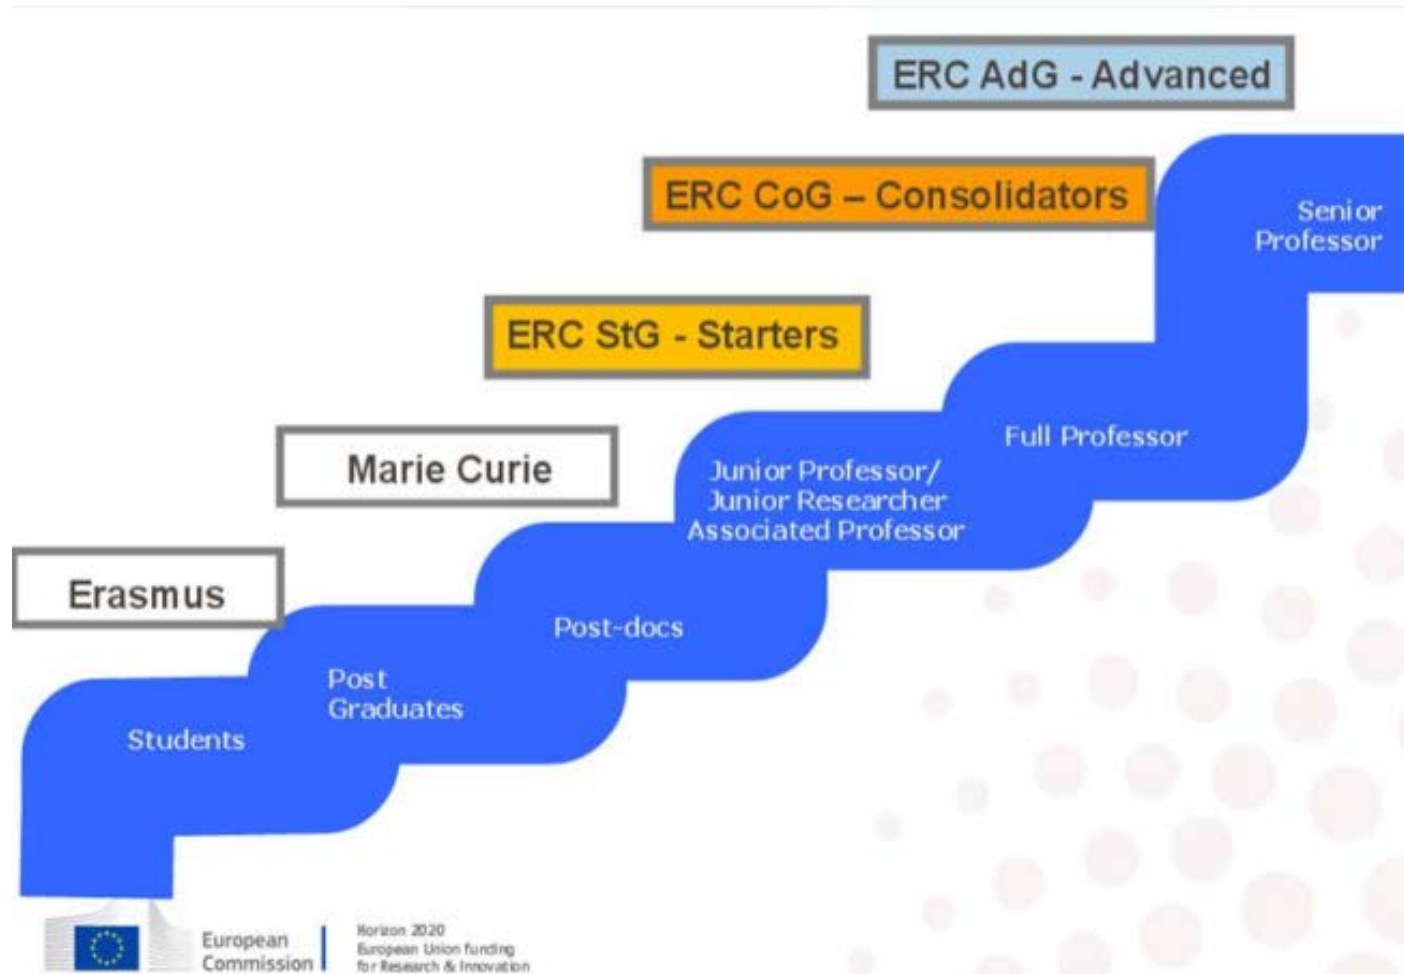 ERC AdG - Advanced
ERC CoG – Consolidators
Senior
Professor
ERC StG - Starters
Full Professor
Marie Curie
Junior Professor/
Junior Researcher
Associated Professor
Erasmus
Post-docs
Post
Graduates
Students
European
Commission
Horizon 2020
European Union funding
for Research & Innovation